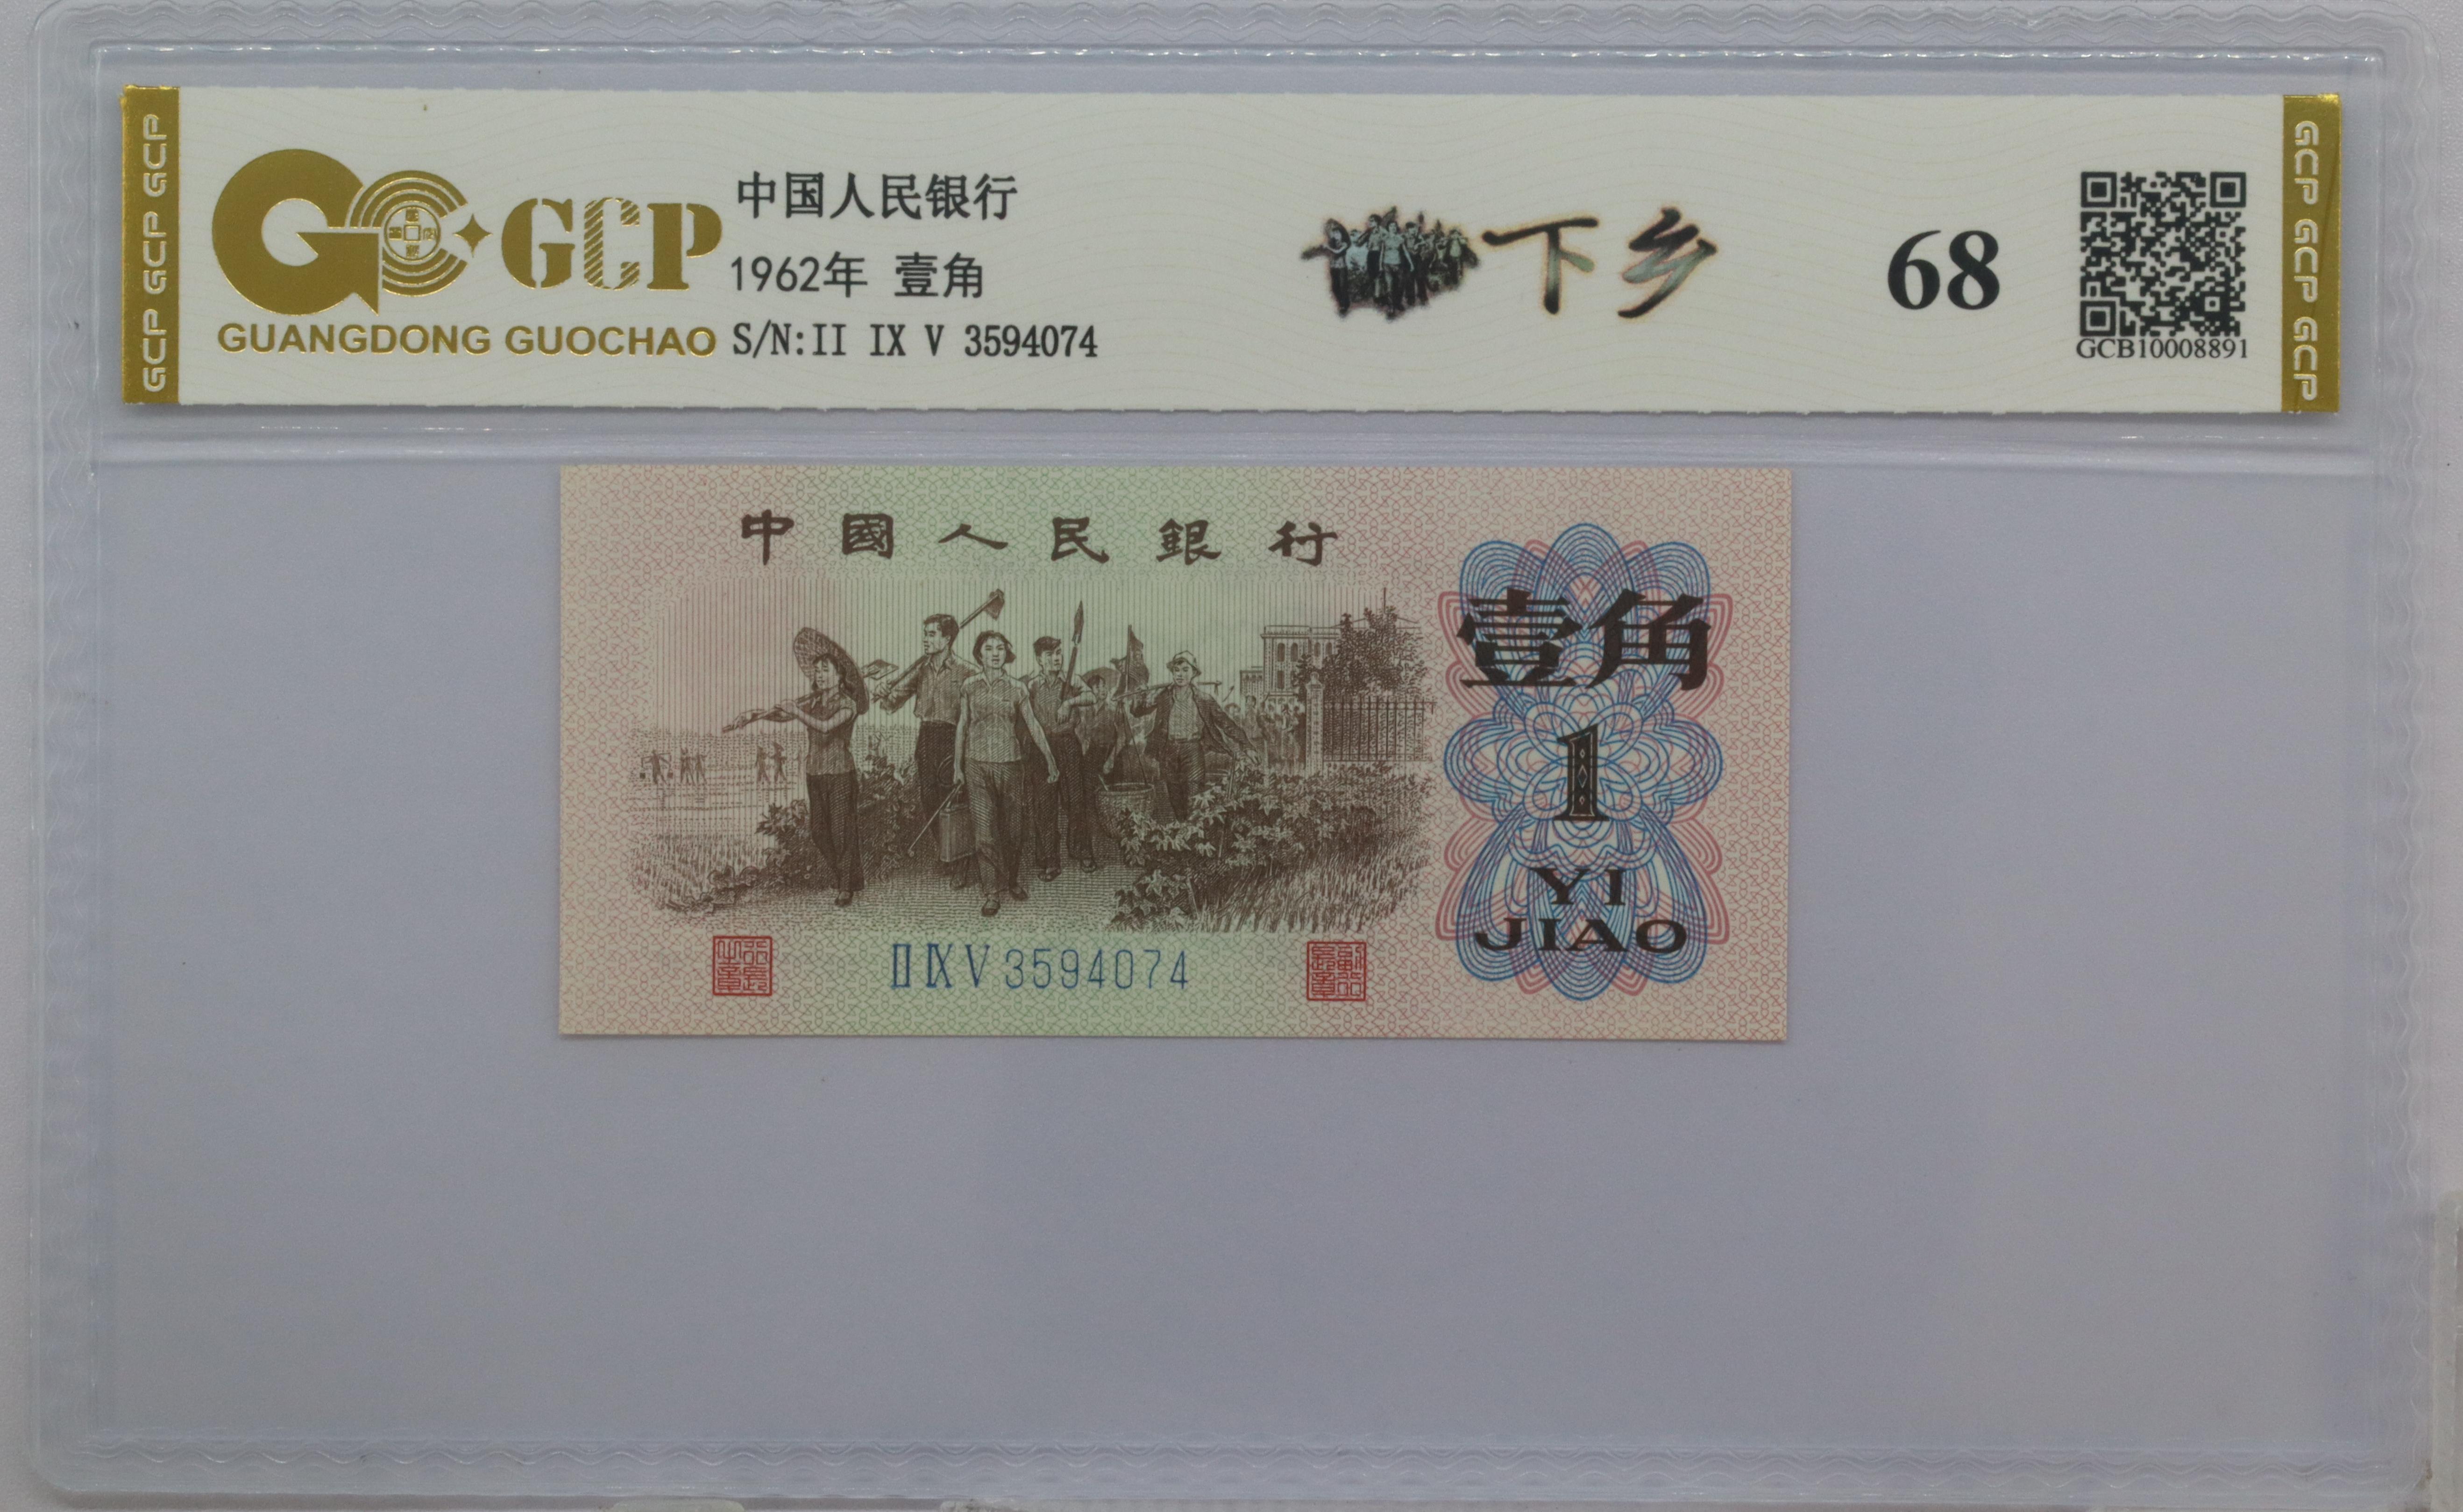 GCP GCP GCP
GCP
GUANGDONG GUOCHAO
中国人民银行
1962年 壹角
S/N:II IX V 3594074
下乡
68
GCB10008891
GCP GCP GCP
中國人民銀行
壹角
1
YI
JIAO
II IX V 3594074